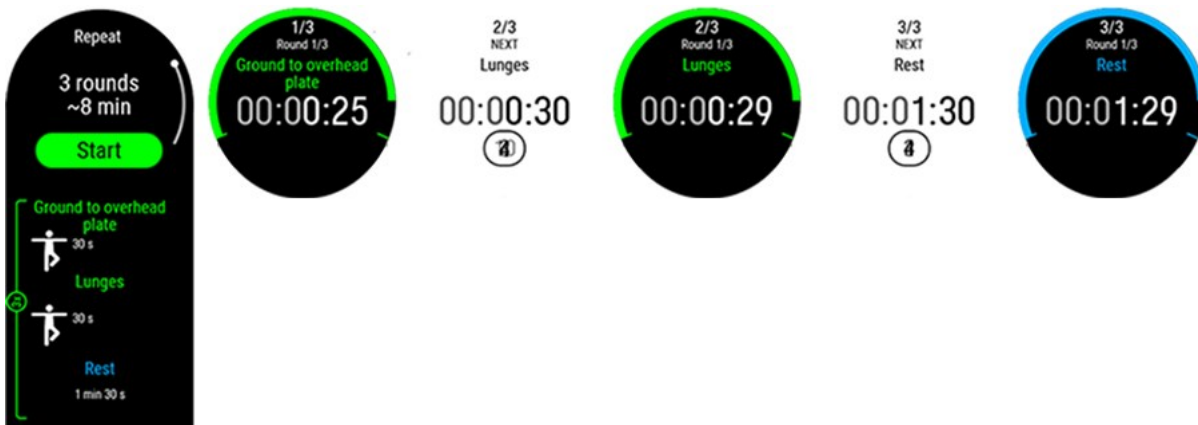 Repeat
3 rounds
~8 min
Start
Ground to overhead
plate
30 s
Lunges
30 s
Rest
1 min 30 s
1/3
Round 1/3
Ground to overhead
plate
00:00:25
2/3
NEXT
Lunges
00:00:30
2/3
Round 1/3
Lunges
00:00:29
3/3
NEXT
Rest
00:01:30
3/3
Round 1/3
Rest
00:01:29